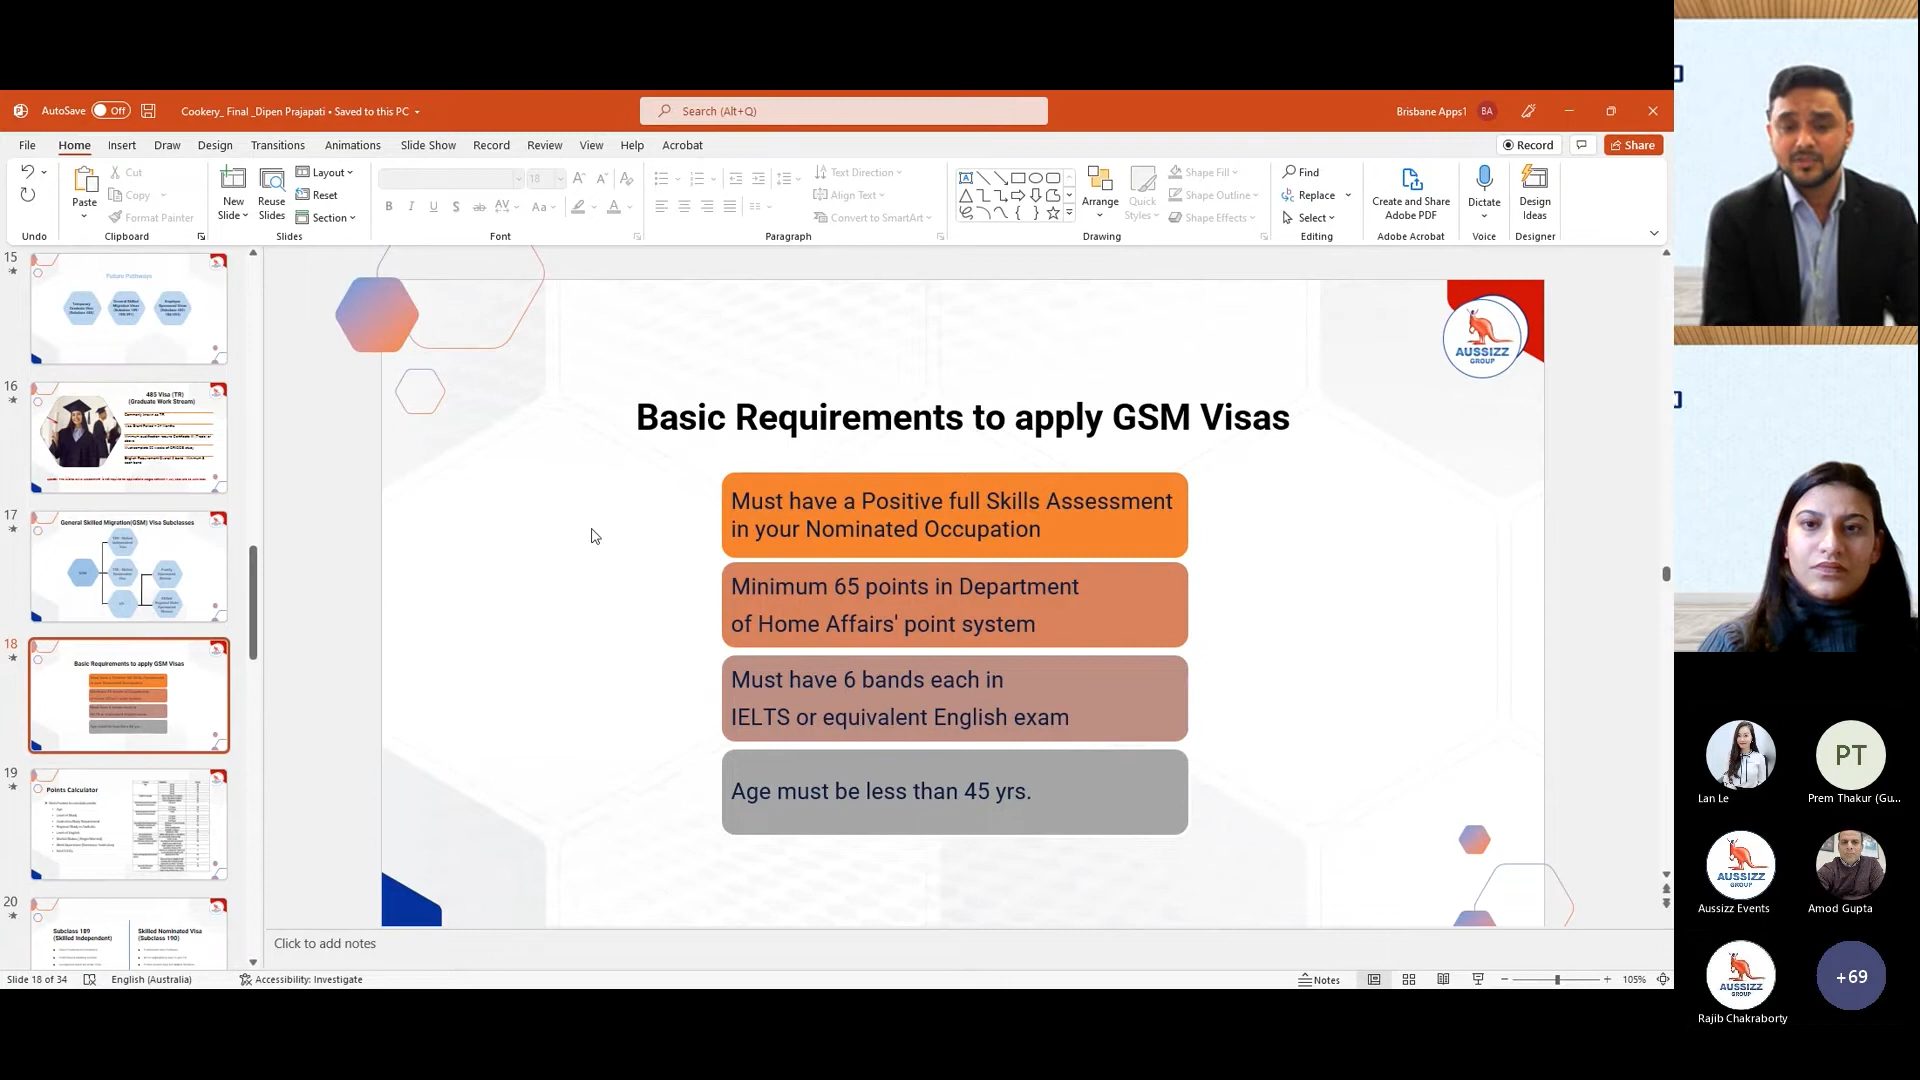 AutoSave Off Cookery_ Final _Dipen Prajapati • Saved to this PC Search (Alt+Q) Brisbane Apps1 BA
File Home Insert Draw Design Transitions Animations Slide Show Record Review View Help Acrobat Record Share
Undo
Paste
Cut
Copy
Format Painter
Clipboard
New
Slide
Reuse
Slides
Layout
Reset
Section
Slides
18
Font
Text Direction
Align Text
Convert to SmartArt
Paragraph
Arrange
Quick
Styles
Shape Fill
Shape Outline
Shape Effects
Drawing
Find
Replace
Select
Editing
Create and Share
Adobe PDF
Adobe Acrobat
Dictate
Voice
Design
Ideas
Designer
15
Future Pathways
16
485 Visa (TR)
(Graduate Work Stream)
17
General Skilled Migration(GSM) Visa Subclasses
18
Basic Requirements to apply GSM Visas
19
Points Calculator
20
Subclass 189
(Skilled Independent)
Skilled Nominated Visa
(Subclass 190)
AUSSIZZ
GROUP
Basic Requirements to apply GSM Visas
Must have a Positive full Skills Assessment
in your Nominated Occupation
Minimum 65 points in Department
of Home Affairs' point system
Must have 6 bands each in
IELTS or equivalent English exam
Age must be less than 45 yrs.
Click to add notes
Slide 18 of 34 English (Australia) Accessibility: Investigate Notes 105%
Lan Le
PT
Prem Thakur (Gu...
AUSSIZZ
GROUP
Aussizz Events
Amod Gupta
AUSSIZZ
GROUP
Rajib Chakraborty
+69